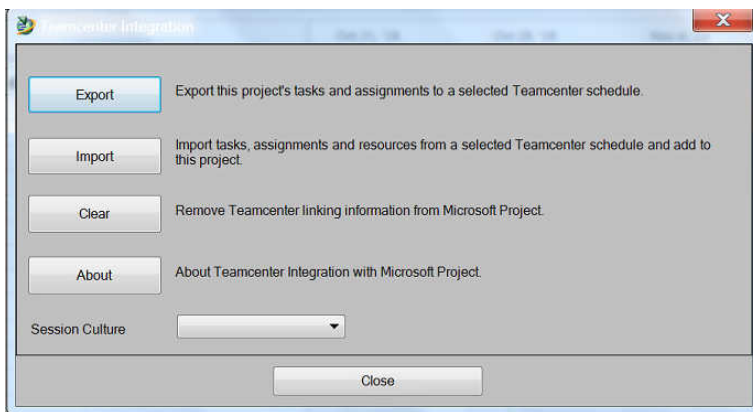 Teamcenter Integration
Export
Export this project's tasks and assignments to a selected Teamcenter schedule.
Import
Import tasks, assignments and resources from a selected Teamcenter schedule and add to
this project.
Clear
Remove Teamcenter linking information from Microsoft Project.
About
About Teamcenter Integration with Microsoft Project.
Session Culture
Close